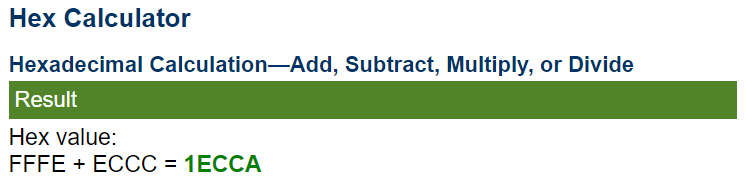 Hex Calculator
Hexadecimal Calculation—Add, Subtract, Multiply, or Divide
Result
Hex value:
FFFE + ECCC = 1ECCA